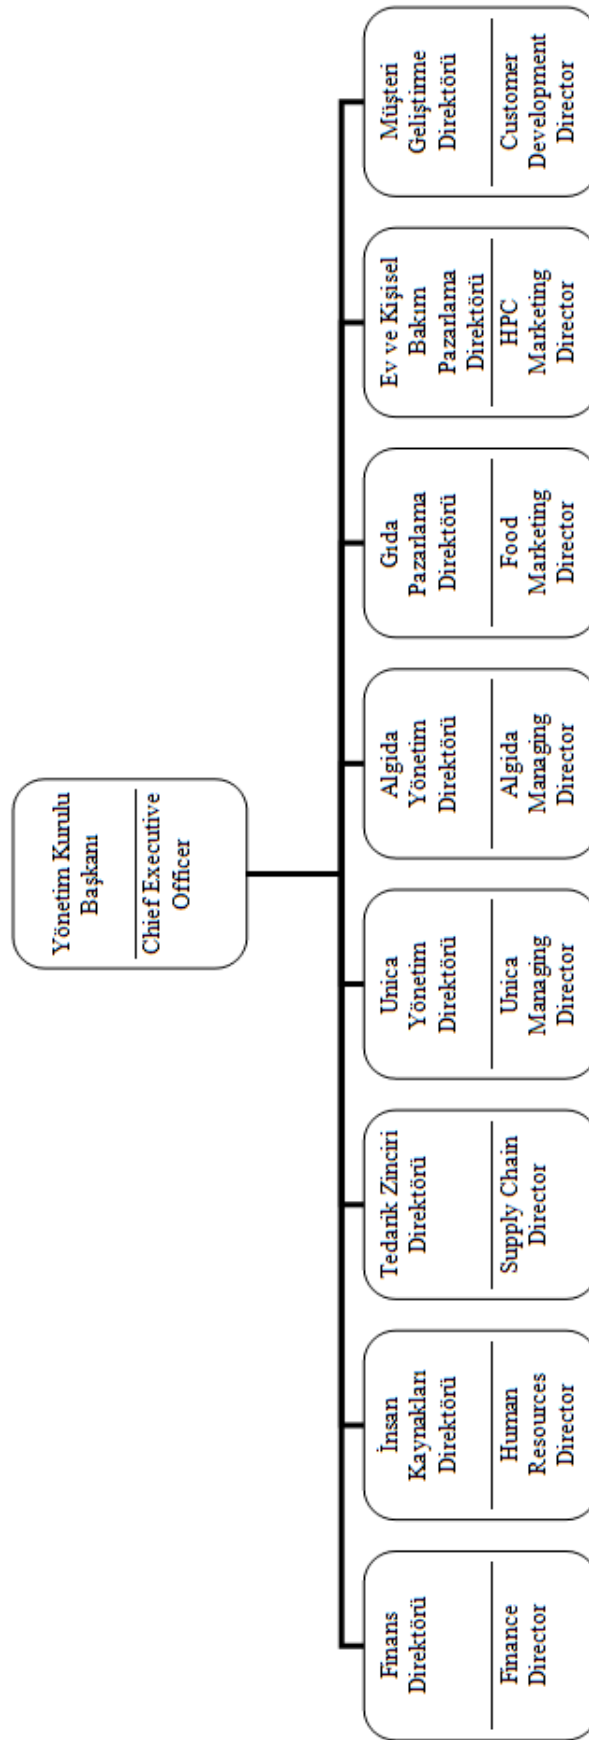 Yönetim Kurulu
Başkanı
Chief Executive
Officer
Finans
Direktörü
Finance
Director
İnsan
Kaynakları
Direktörü
Human
Resources
Director
Tedarik Zinciri
Direktörü
Supply Chain
Director
Unica
Yönetim
Direktörü
Unica
Managing
Director
Algida
Yönetim
Direktörü
Algida
Managing
Director
Gıda
Pazarlama
Direktörü
Food
Marketing
Director
Ev ve Kişisel
Bakım
Pazarlama
Direktörü
HPC
Marketing
Director
Müşteri
Geliştirme
Direktörü
Customer
Development
Director